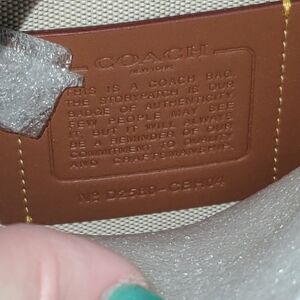 COACH
NEW YORK
THIS IS A COACH BAG.
THE STORYPATCH IS OUR
BADGE OF AUTHENTICITY.
FEW PEOPLE MAY SEE
IT, BUT IT WILL ALWAYS
BE A REMINDER OF OUR
COMMITMENT TO QUALITY
AND CRAFTSMANSHIP.
Nº